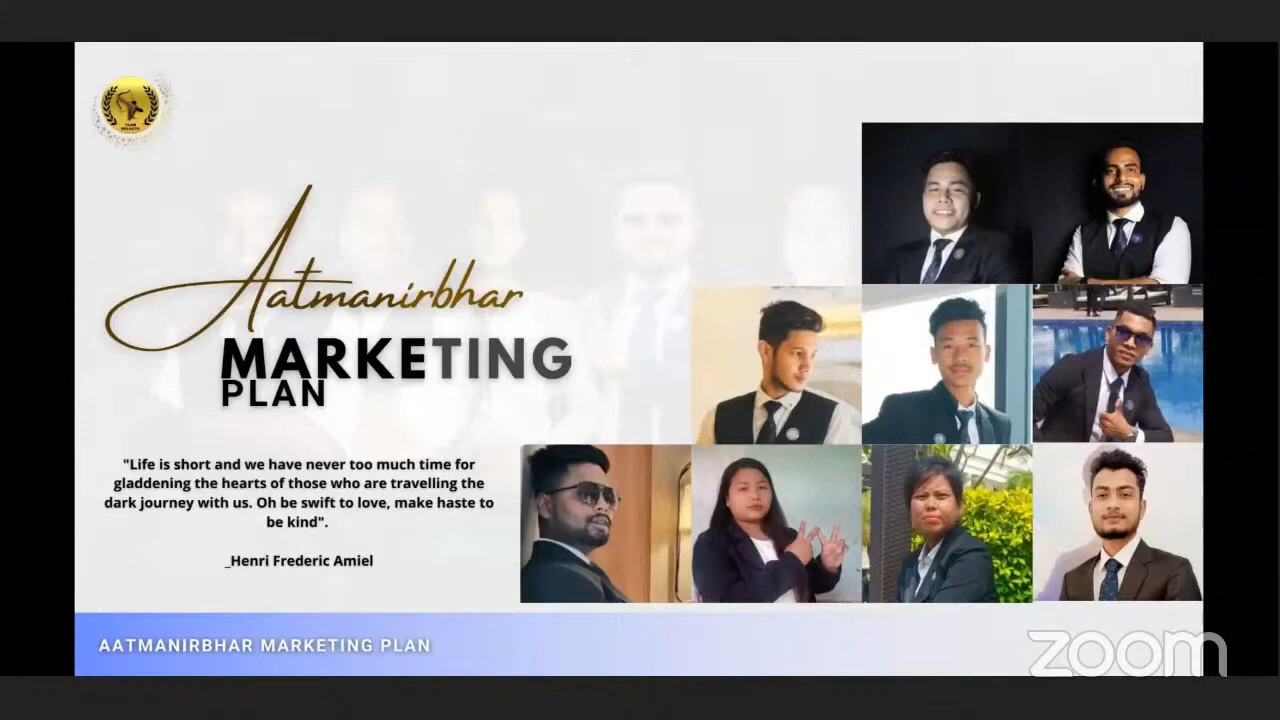 Aatmanirbhar
MARKETING
PLAN
"Life is short and we have never too much time for
gladdening the hearts of those who are travelling the
dark journey with us. Oh be swift to love, make haste to
be kind".
_Henri Frederic Amiel
AATMANIRBHAR MARKETING PLAN
zoom